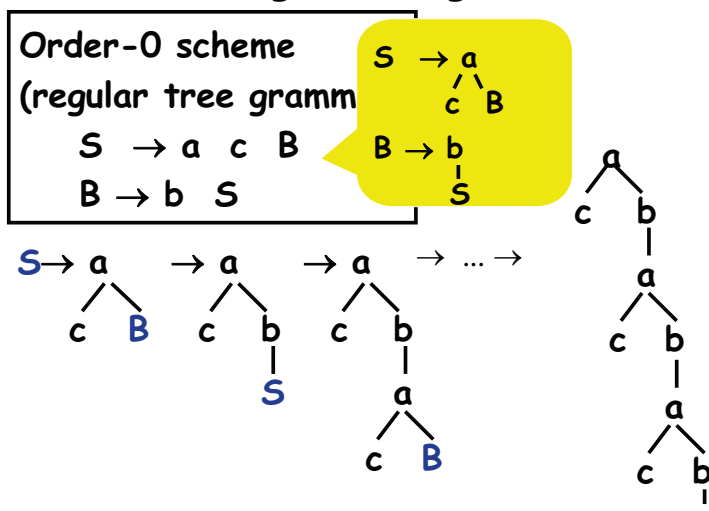 Order-0 scheme
(regular tree gramm
S → a c B
B → b S
S → a
c B
B → b
S
S → a → a → a → ... →
c B c b c b
S a
c B
a
c b
a
c b
a
c b